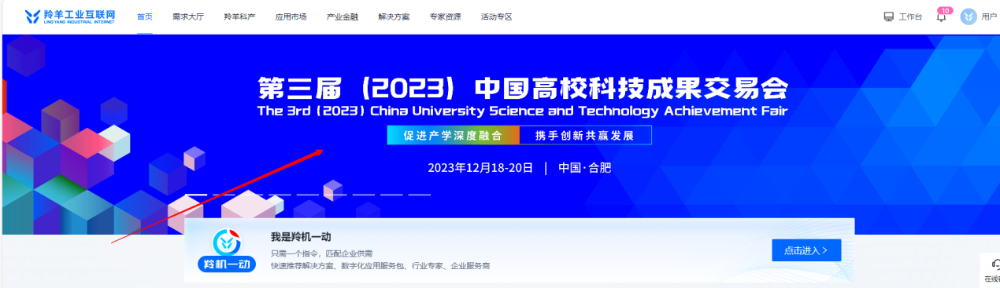 羚羊工业互联网
LING YANG INDUSTRIAL INTERNET
首页 需求大厅 羚羊科产 应用市场 产业金融 解决方案 专家资源 活动专区 工作台 10 用户
第三届（2023）中国高校科技成果交易会
The 3rd (2023) China University Science and Technology Achievement Fair
促进产学深度融合 携手创新共赢发展
2023年12月18-20日 | 中国·合肥
我是羚机一动
只需一个指令，匹配企业供需
快速推荐解决方案、数字化应用服务包、行业专家、企业服务商
羚机一动
点击进入 >
在线